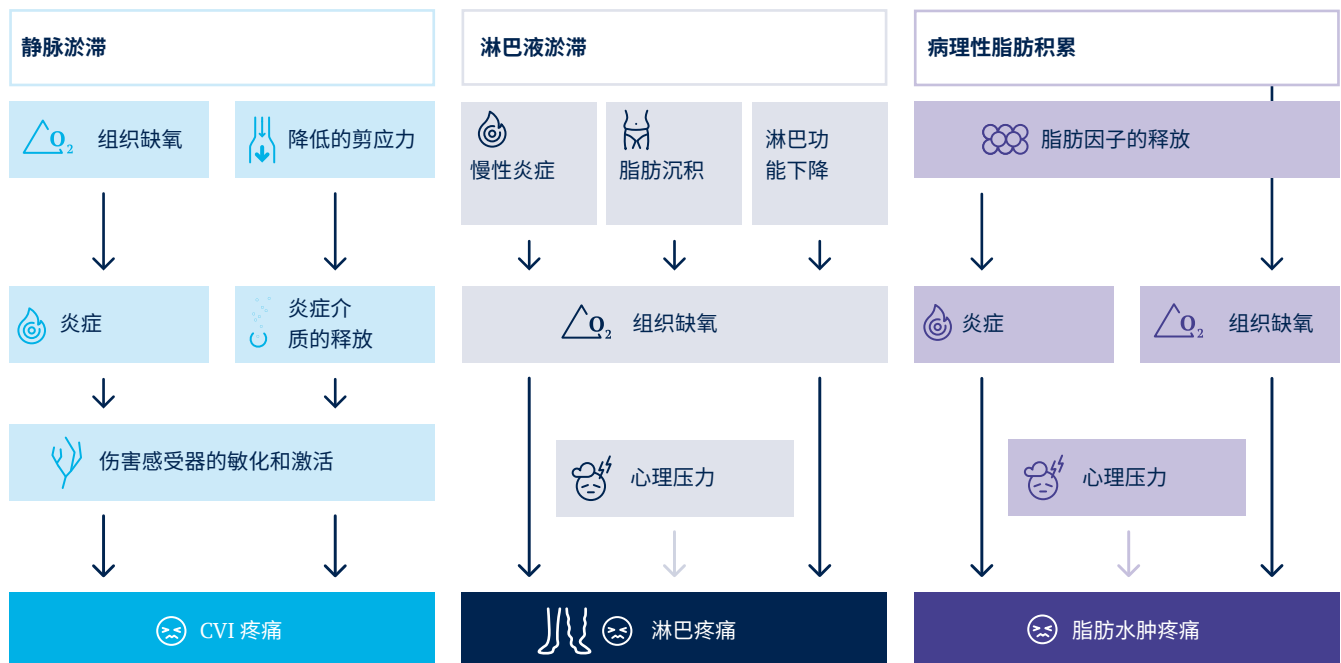 静脉淤滞
O₂ 组织缺氧
降低的剪应力
炎症
炎症介
质的释放
伤害感受器的敏化和激活
CVI 疼痛
淋巴液淤滞
慢性炎症
脂肪沉积
淋巴功
能下降
O₂ 组织缺氧
心理压力
淋巴疼痛
病理性脂肪积累
脂肪因子的释放
炎症
O₂ 组织缺氧
心理压力
脂肪水肿疼痛